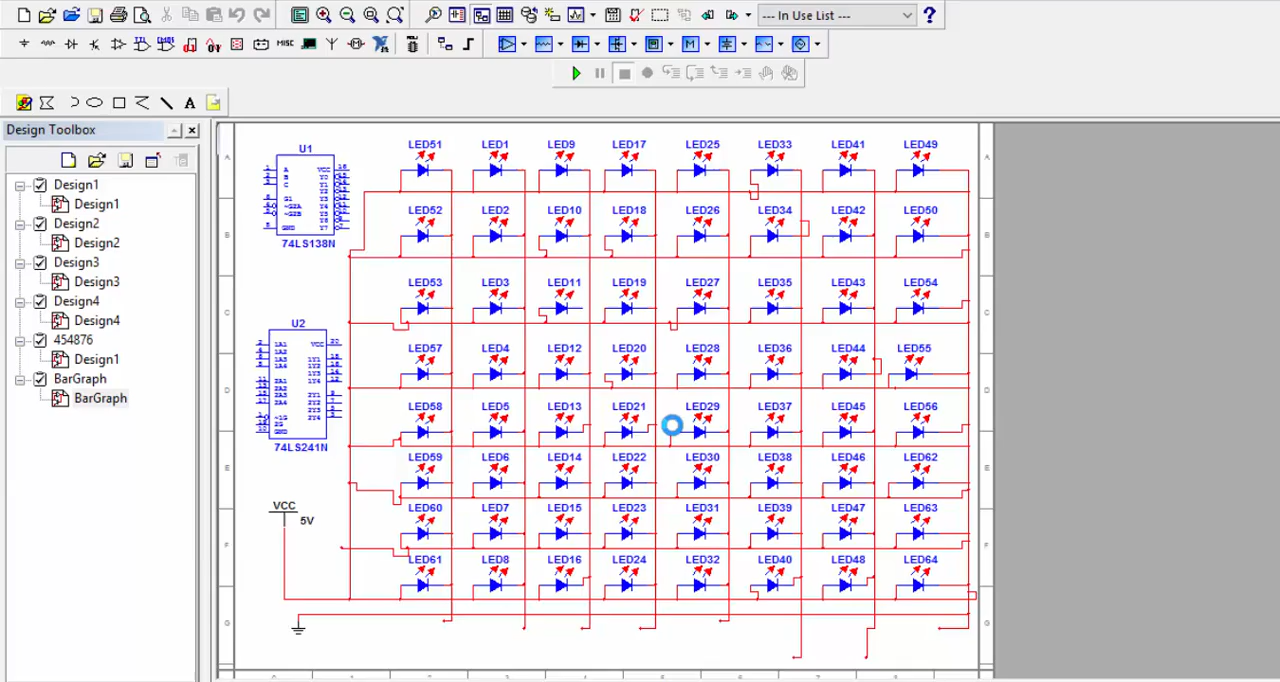 --- In Use List ---
MISC
A
Design Toolbox
Design1
Design1
Design2
Design2
Design3
Design3
Design4
Design4
454876
Design1
BarGraph
BarGraph
U1
74LS138N
U2
74LS241N
VCC
5V
LED51 LED1 LED9 LED17 LED25 LED33 LED41 LED49
LED52 LED2 LED10 LED18 LED26 LED34 LED42 LED50
LED53 LED3 LED11 LED19 LED27 LED35 LED43 LED54
LED57 LED4 LED12 LED20 LED28 LED36 LED44 LED55
LED58 LED5 LED13 LED21 LED29 LED37 LED45 LED56
LED59 LED6 LED14 LED22 LED30 LED38 LED46 LED62
LED60 LED7 LED15 LED23 LED31 LED39 LED47 LED63
LED61 LED8 LED16 LED24 LED32 LED40 LED48 LED64